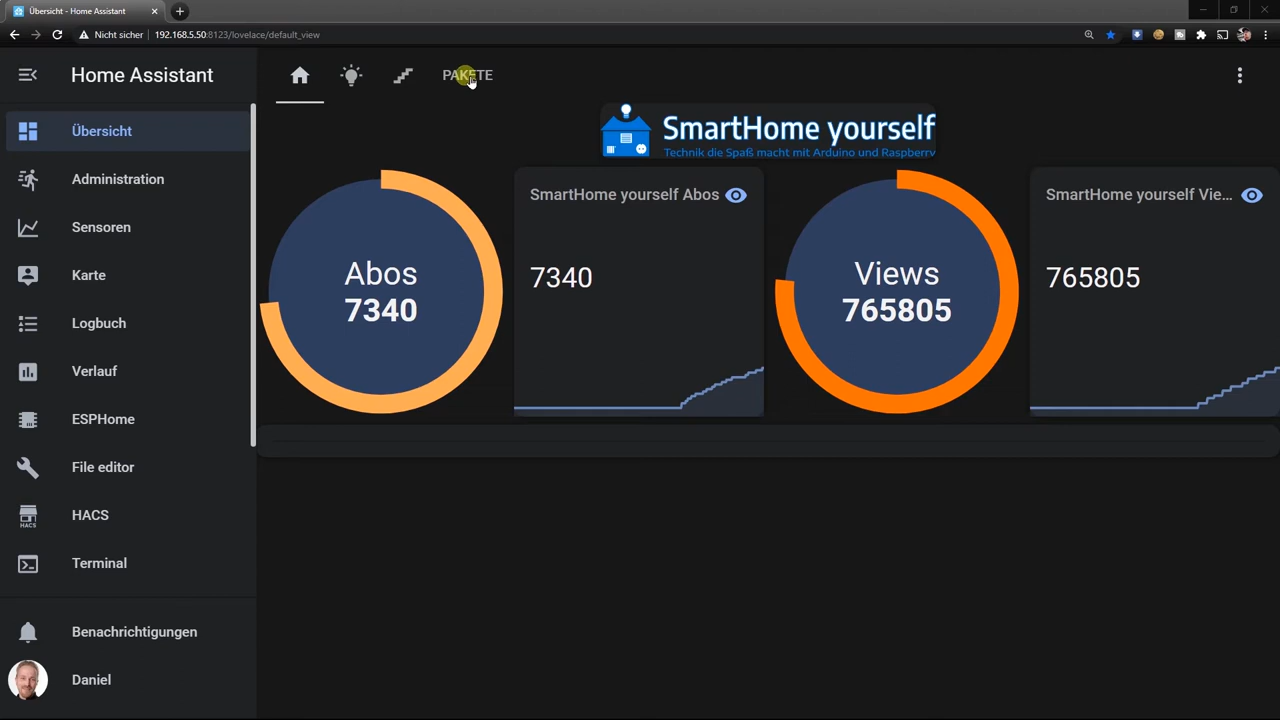 Übersicht - Home Assistant
Nicht sicher 192.168.5.50:8123/lovelace/default_view
Home Assistant
PAKETE
Übersicht
Administration
Sensoren
Karte
Logbuch
Verlauf
ESPHome
File editor
HACS
HACS
Terminal
Benachrichtigungen
Daniel
SmartHome yourself
Technik die Spaß macht mit Arduino und Raspberry
Abos
7340
SmartHome yourself Abos
7340
Views
765805
SmartHome yourself Vie...
765805